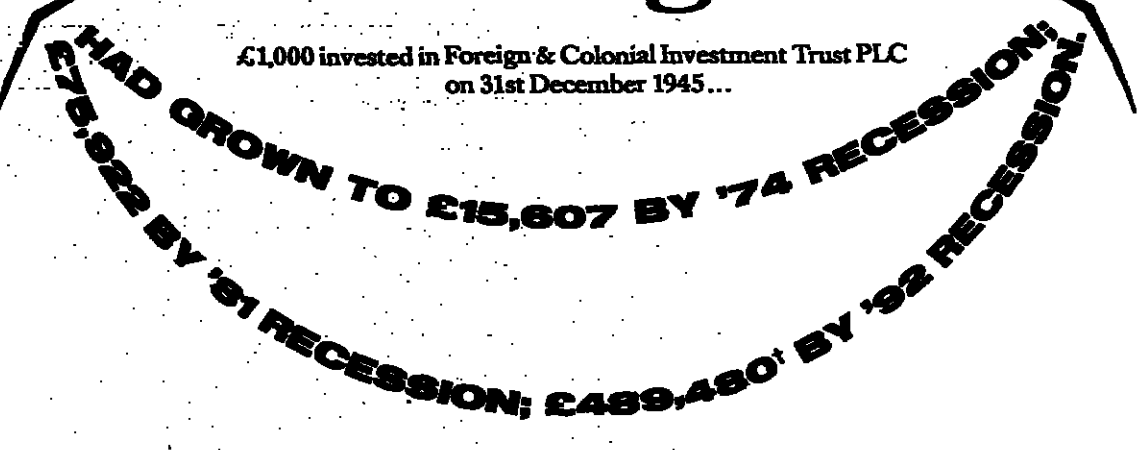 £1,000 invested in Foreign & Colonial Investment Trust PLC
on 31st December 1945...
HAD GROWN TO £15,607 BY '74 RECESSION;
£75,922 BY '81 RECESSION; £489,480† BY '92 RECESSION.